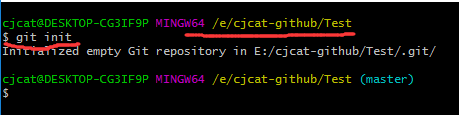 cjcat@DESKTOP-CG3IF9P MINGW64 /e/cjcat-github/Test
$ git init
Initialized empty Git repository in E:/cjcat-github/Test/.git/
cjcat@DESKTOP-CG3IF9P MINGW64 /e/cjcat-github/Test (master)
$